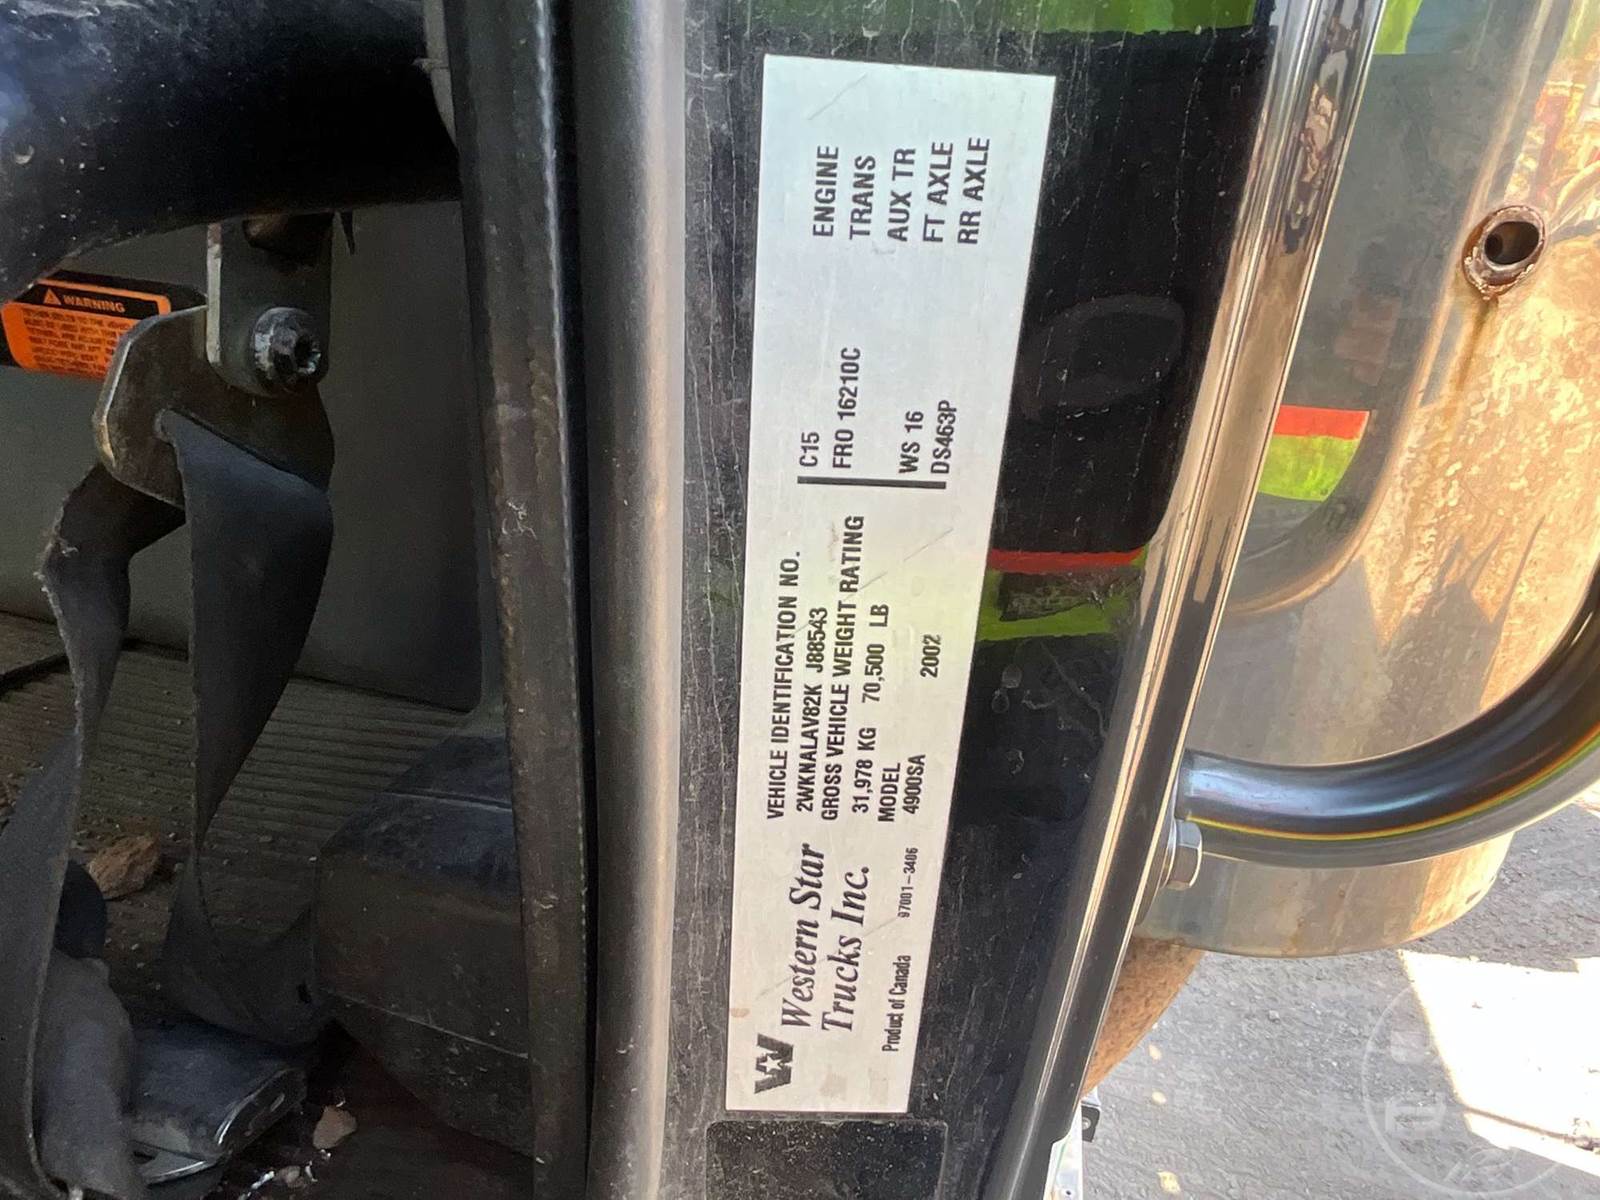 Western Star
Trucks Inc.
Product of Canada
97001-3406
VEHICLE IDENTIFICATION NO.
2WKNALAV82K J88543
GROSS VEHICLE WEIGHT RATING
31,978 KG 70,500 LB
MODEL
4900SA 2002
C15 ENGINE
FRO 16210C TRANS
AUX TR
WS 16 FT AXLE
DS463P RR AXLE
WARNING